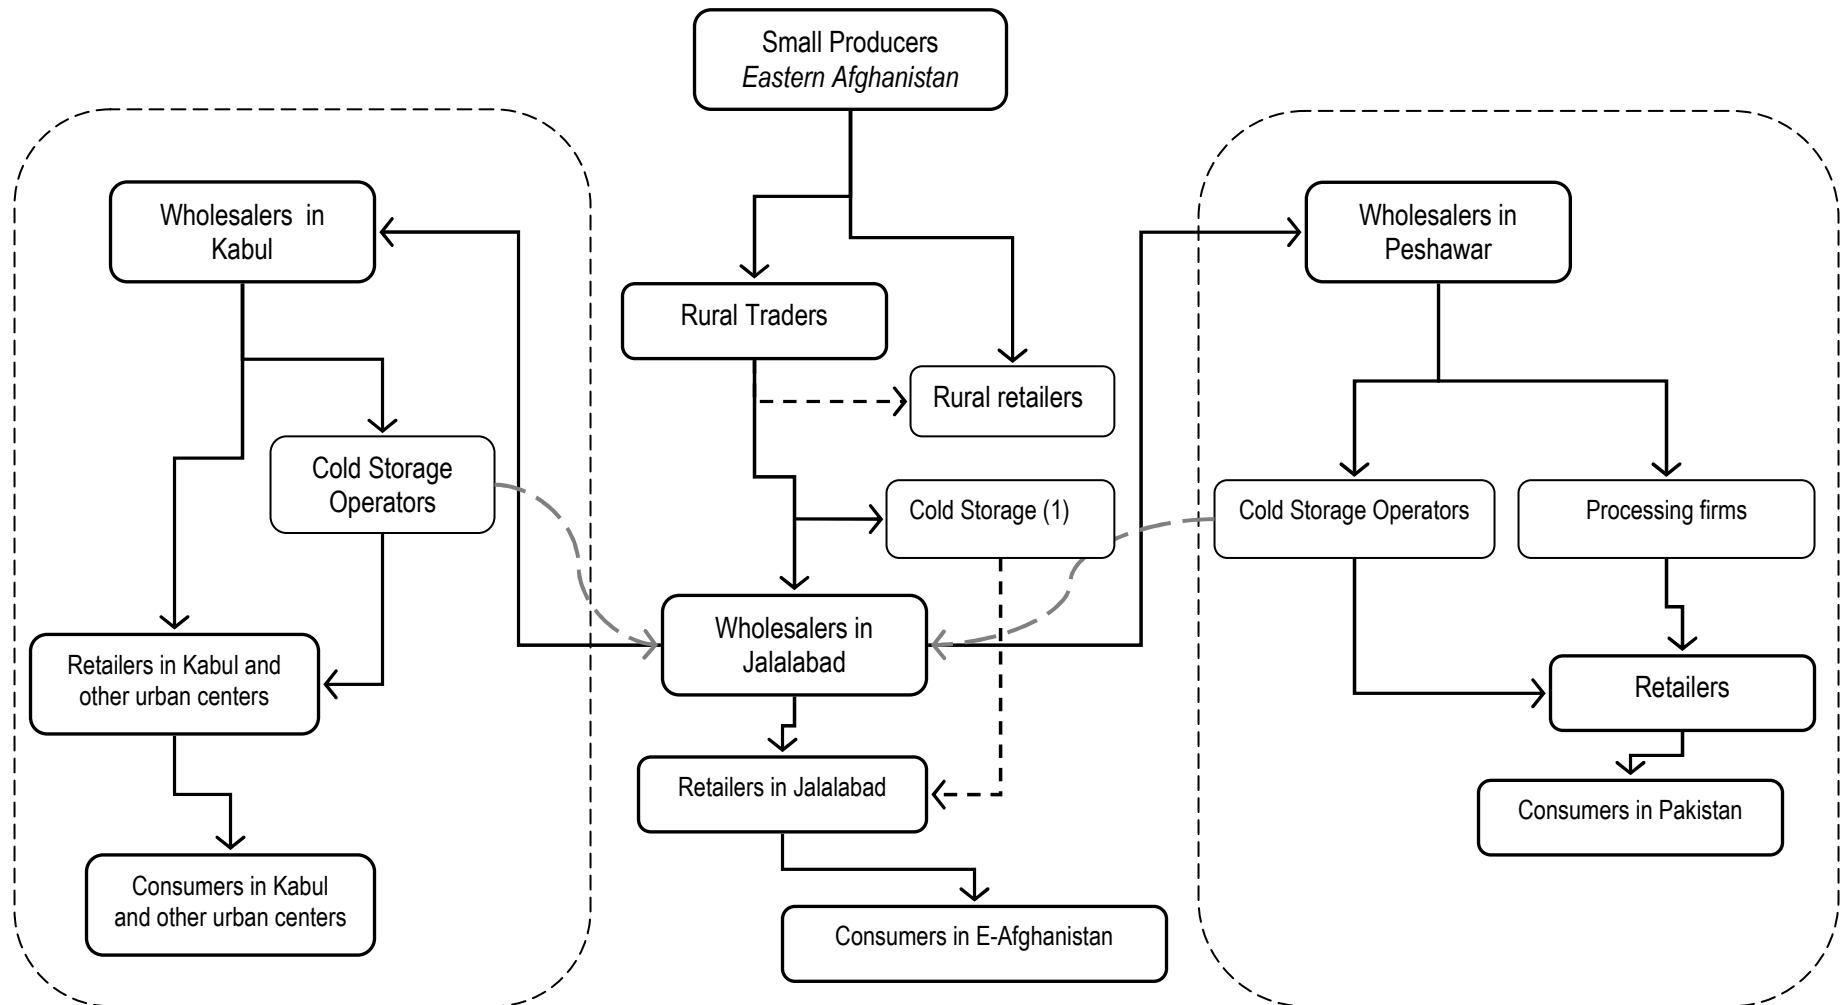 Small Producers
Eastern Afghanistan
Wholesalers in
Kabul
Wholesalers in
Peshawar
Rural Traders
Rural retailers
Cold Storage
Operators
Cold Storage (1)
Cold Storage Operators
Processing firms
Wholesalers in
Jalalabad
Retailers in Kabul and
other urban centers
Retailers
Retailers in Jalalabad
Consumers in Pakistan
Consumers in Kabul
and other urban centers
Consumers in E-Afghanistan